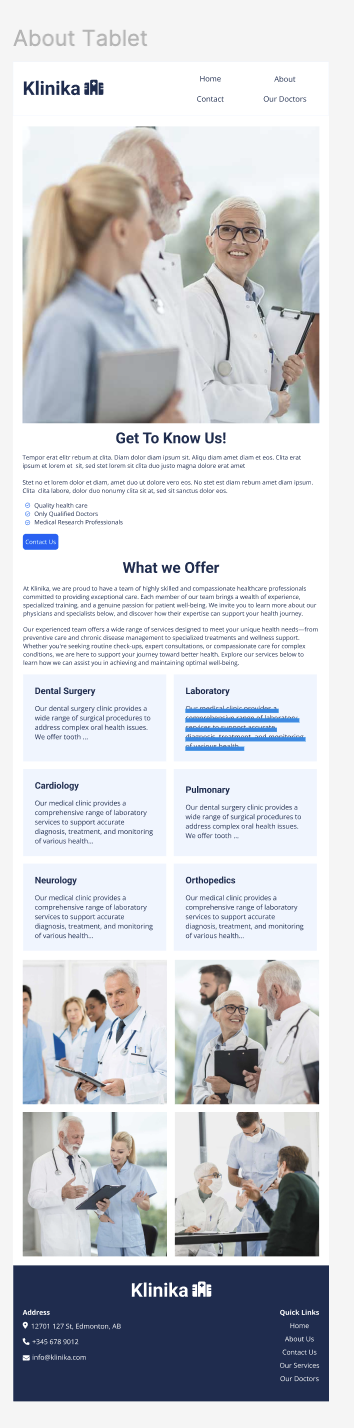 About Tablet
Klinika
Home About
Contact Our Doctors
Get To Know Us!
Tempor erat elitr rebum at clita. Diam dolor diam ipsum sit. Aliqu diam amet diam et eos. Clita erat
ipsum et lorem et sit, sed stet lorem sit clita duo justo magna dolore erat amet
Stet no et lorem dolor et diam, amet duo ut dolore vero eos. No stet est diam rebum amet diam ipsum.
Clita clita labore, dolor duo nonumy clita sit at, sed sit sanctus dolor eos.
Quality health care
Only Qualified Doctors
Medical Research Professionals
Contact Us
What we Offer
At Klinika, we are proud to have a team of highly skilled and compassionate healthcare professionals
committed to providing exceptional care. Each member of our team brings a wealth of experience,
specialized training, and a genuine passion for patient well-being. We invite you to learn more about our
physicians and specialists below, and discover how their expertise can support your health journey.
Our experienced team offers a wide range of services designed to meet your unique health needs—from
preventive care and chronic disease management to specialized treatments and wellness support.
Whether you're seeking routine check-ups, expert consultations, or compassionate care for complex
conditions, we are here to support your journey toward better health. Explore our services below to
learn how we can assist you in achieving and maintaining optimal well-being.
Dental Surgery
Our dental surgery clinic provides a
wide range of surgical procedures to
address complex oral health issues.
We offer tooth ...
Laboratory
Our medical clinic provides a
comprehensive range of laboratory
services to support accurate
diagnosis, treatment, and monitoring
of various health...
Cardiology
Our medical clinic provides a
comprehensive range of laboratory
services to support accurate
diagnosis, treatment, and monitoring
of various health...
Pulmonary
Our dental surgery clinic provides a
wide range of surgical procedures to
address complex oral health issues.
We offer tooth ...
Neurology
Our medical clinic provides a
comprehensive range of laboratory
services to support accurate
diagnosis, treatment, and monitoring
of various health...
Orthopedics
Our medical clinic provides a
comprehensive range of laboratory
services to support accurate
diagnosis, treatment, and monitoring
of various health...
Klinika
Address
12701 127 St, Edmonton, AB
+345 678 9012
info@klinika.com
Quick Links
Home
About Us
Contact Us
Our Services
Our Doctors